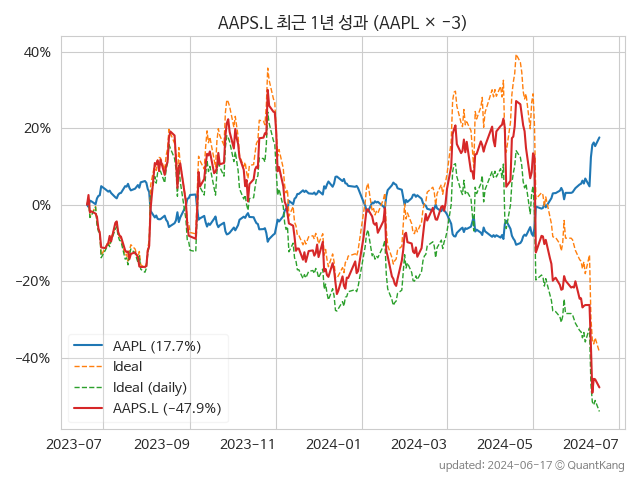 AAPS.L 최근 1년 성과 (AAPL × −3)
40%
20%
0%
−20%
−40%
AAPL (17.7%)
Ideal
Ideal (daily)
AAPS.L (−47.9%)
2023-07 2023-09 2023-11 2024-01 2024-03 2024-05 2024-07
updated: 2024-06-17 © QuantKang